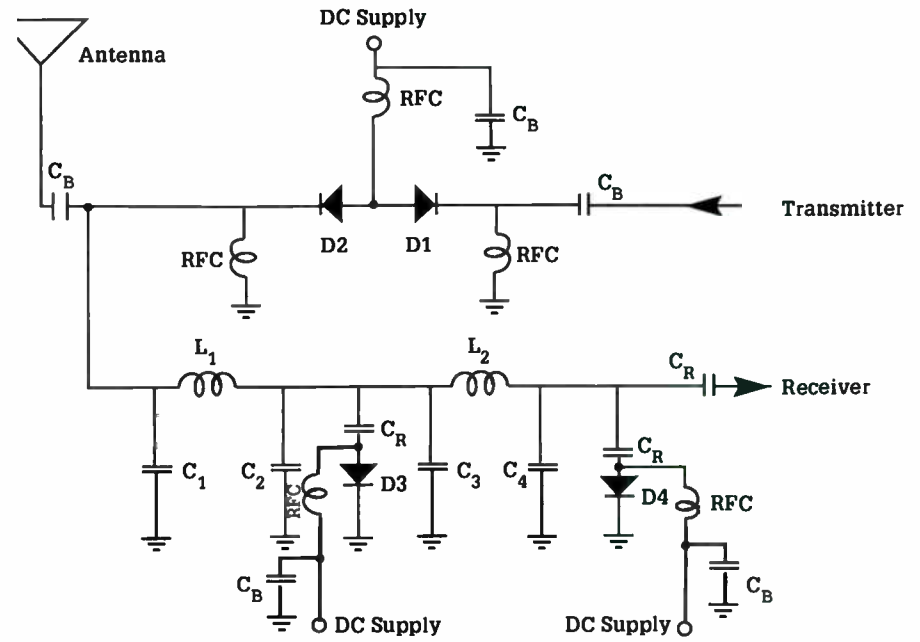 DC Supply
Antenna
RFC
C_B
C_B
C_B
Transmitter
D2
D1
RFC
RFC
L_1
L_2
C_R
Receiver
C_R
C_R
C_1
C_2
D3
C_3
C_4
D4
RFC
RFC
C_B
C_B
DC Supply
DC Supply